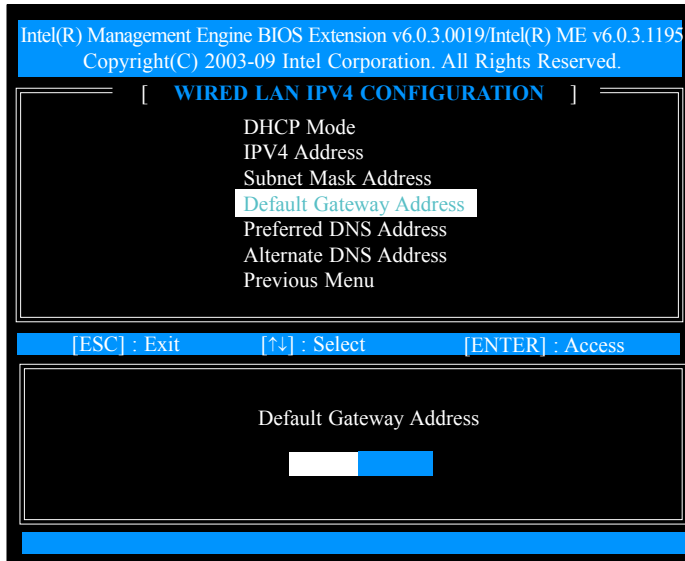 Intel(R) Management Engine BIOS Extension v6.0.3.0019/Intel(R) ME v6.0.3.1195
Copyright(C) 2003-09 Intel Corporation. All Rights Reserved.
[ WIRED LAN IPV4 CONFIGURATION ]
DHCP Mode
IPV4 Address
Subnet Mask Address
Default Gateway Address
Preferred DNS Address
Alternate DNS Address
Previous Menu
[ESC] : Exit [↑↓] : Select [ENTER] : Access
Default Gateway Address